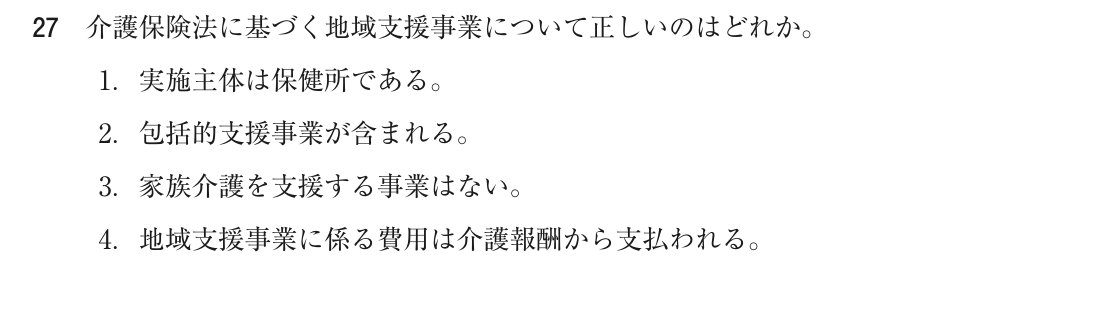 27 介護保険法に基づく地域支援事業について正しいのはどれか。
1. 実施主体は保健所である。
2. 包括的支援事業が含まれる。
3. 家族介護を支援する事業はない。
4. 地域支援事業に係る費用は介護報酬から支払われる。